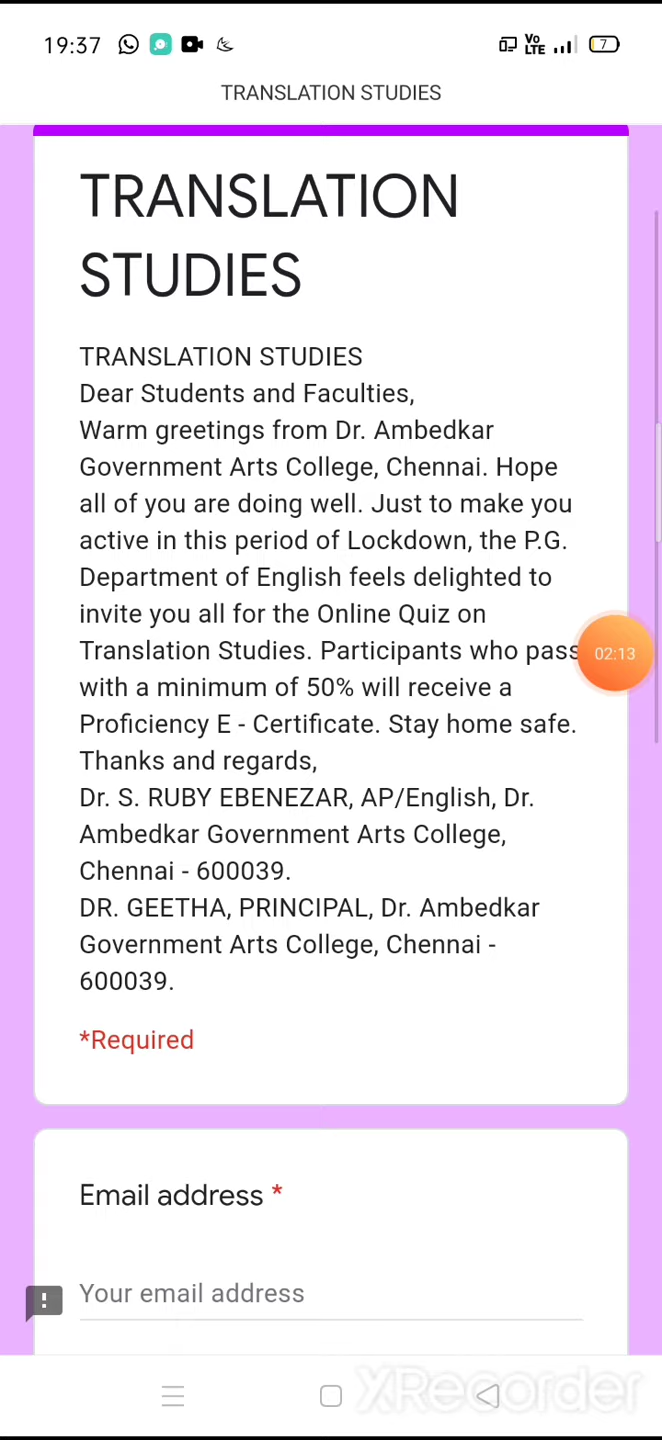 19:37
Vo
LTE
7
TRANSLATION STUDIES
TRANSLATION
STUDIES
TRANSLATION STUDIES
Dear Students and Faculties,
Warm greetings from Dr. Ambedkar
Government Arts College, Chennai. Hope
all of you are doing well. Just to make you
active in this period of Lockdown, the P.G.
Department of English feels delighted to
invite you all for the Online Quiz on
Translation Studies. Participants who pass
02:13
with a minimum of 50% will receive a
Proficiency E - Certificate. Stay home safe.
Thanks and regards,
Dr. S. RUBY EBENEZAR, AP/English, Dr.
Ambedkar Government Arts College,
Chennai - 600039.
DR. GEETHA, PRINCIPAL, Dr. Ambedkar
Government Arts College, Chennai -
600039.
*Required
Email address *
Your email address
XRecorder